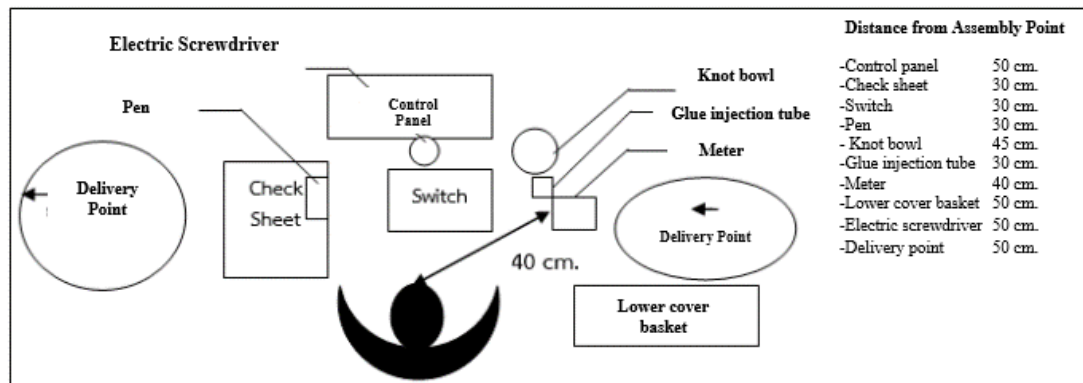 Electric Screwdriver
Pen
Control
Panel
Knot bowl
Glue injection tube
Meter
Delivery
Point
Check
Sheet
Switch
Delivery Point
40 cm.
Lower cover
basket
Distance from Assembly Point
-Control panel 50 cm.
-Check sheet 30 cm.
-Switch 30 cm.
-Pen 30 cm.
- Knot bowl 45 cm.
-Glue injection tube 30 cm.
-Meter 40 cm.
-Lower cover basket 50 cm.
-Electric screwdriver 50 cm.
-Delivery point 50 cm.